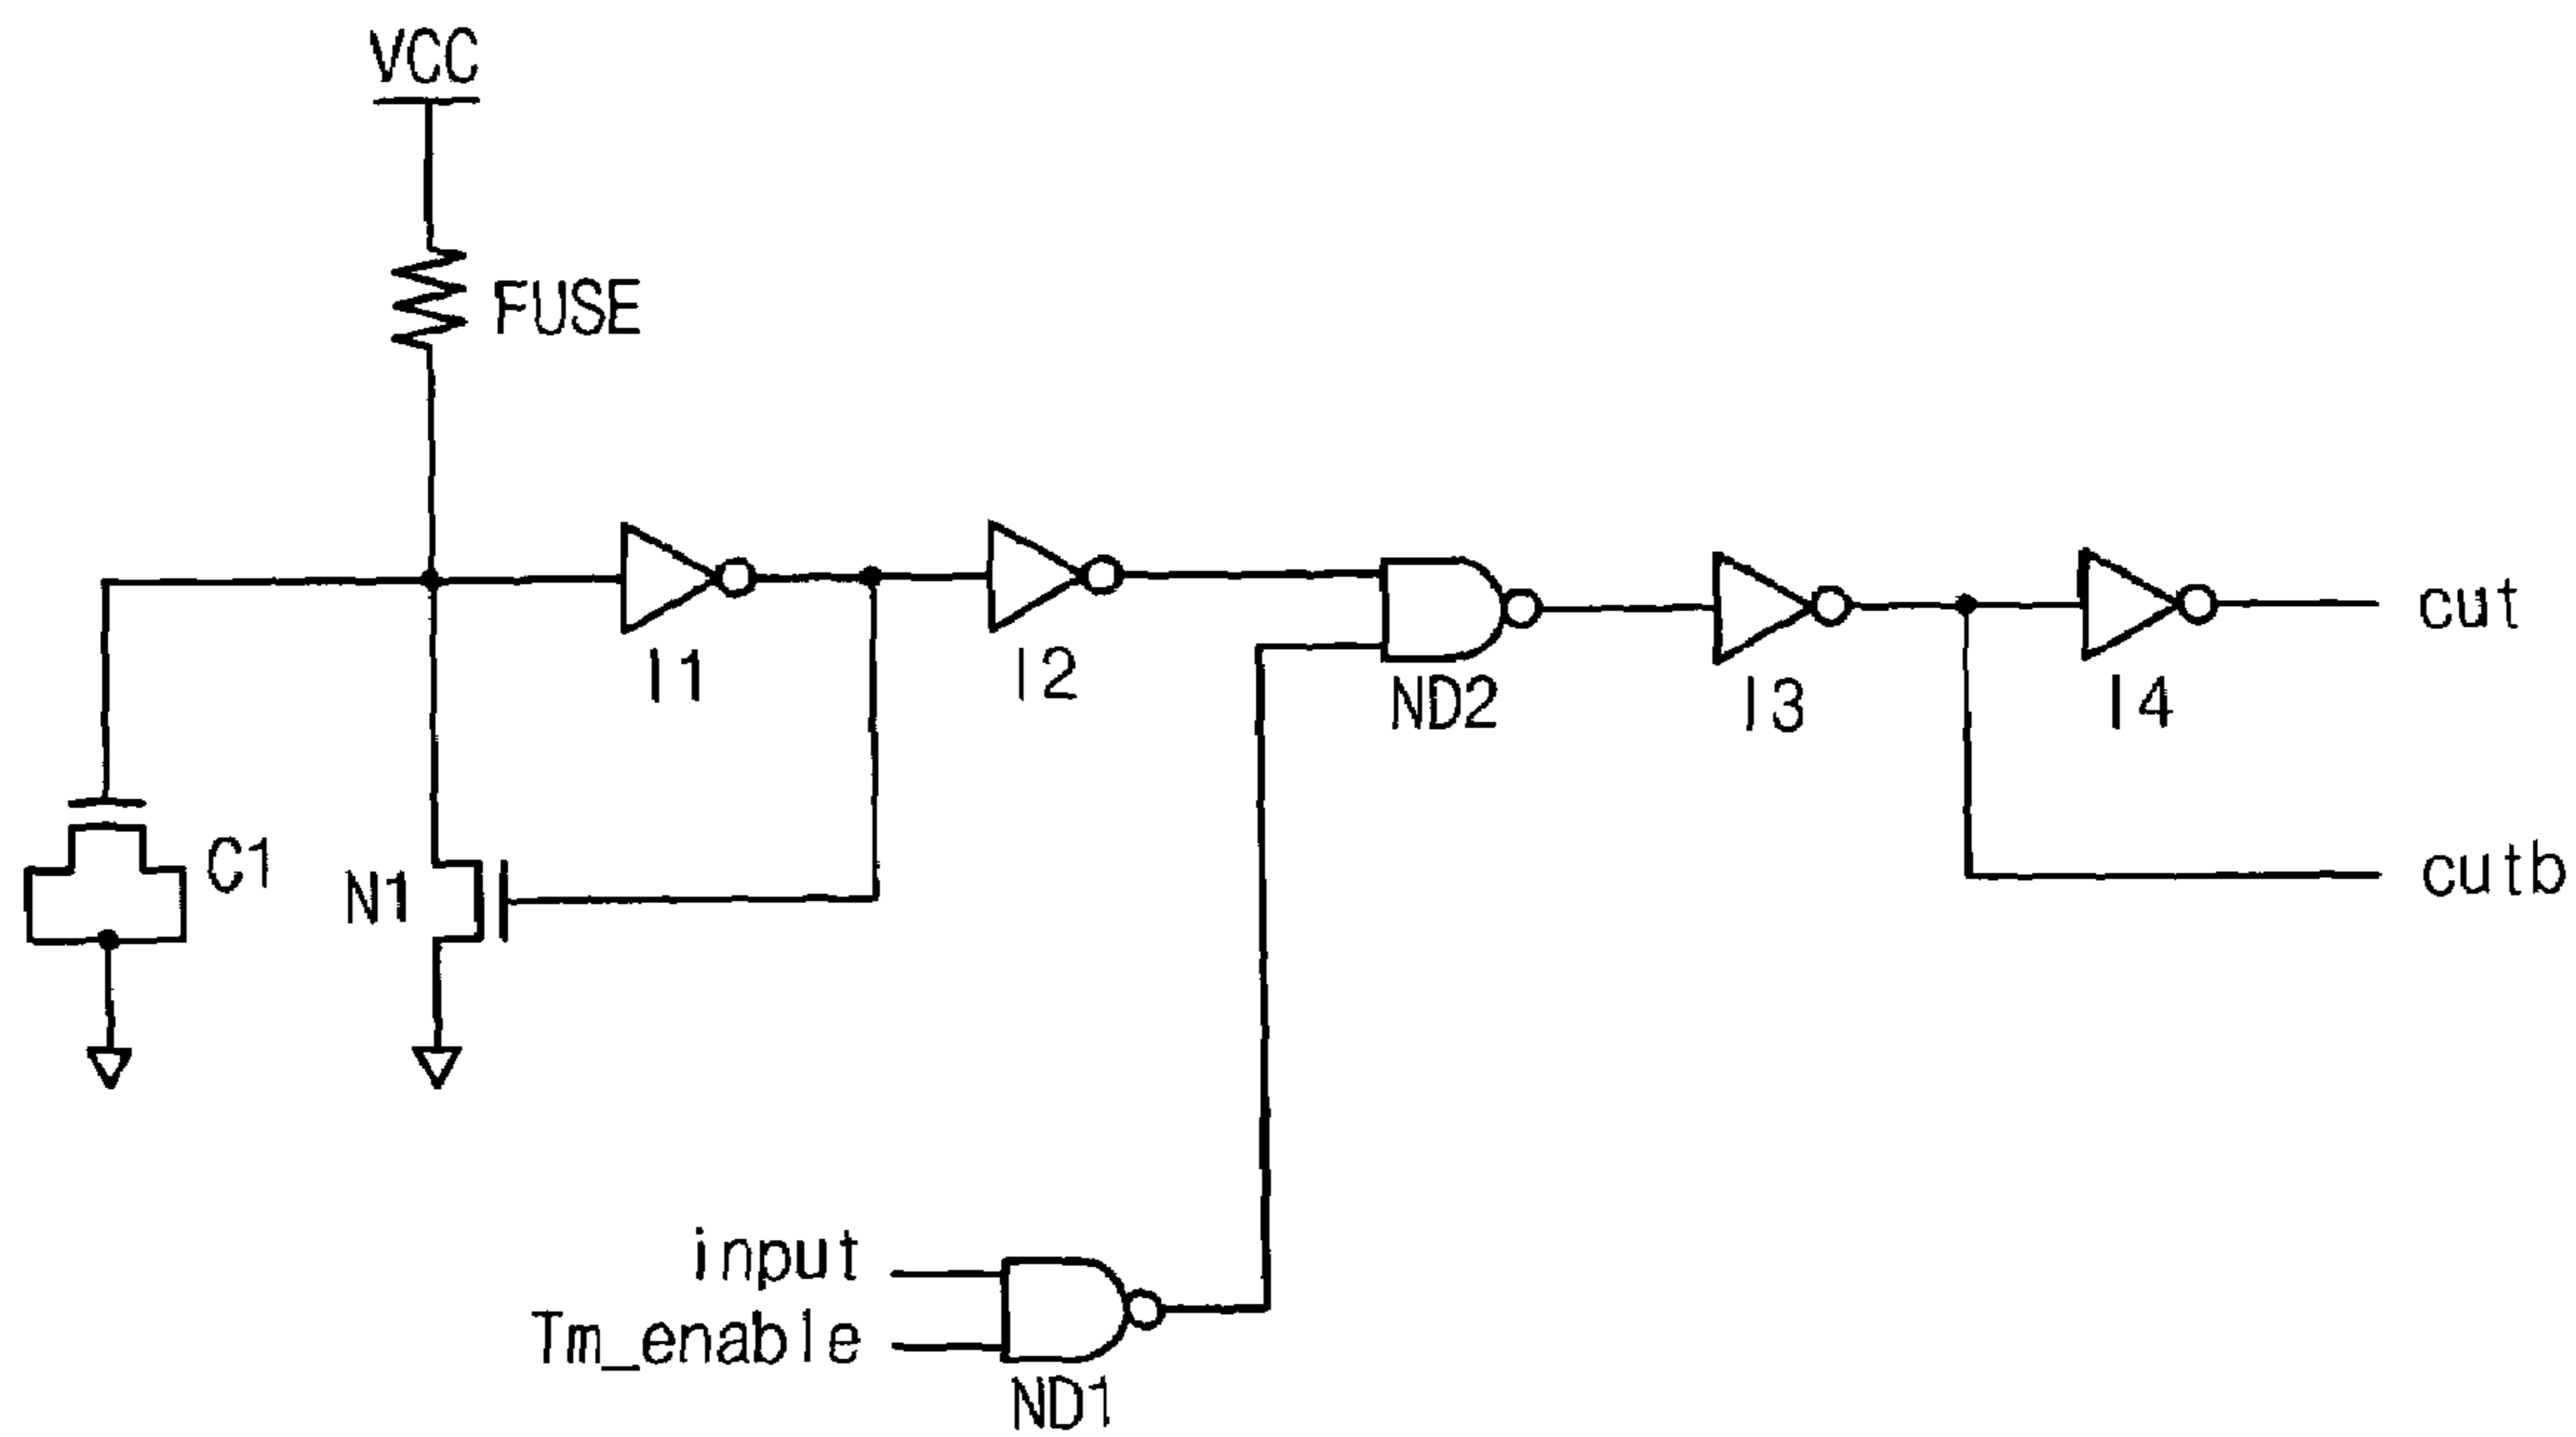 VCC
FUSE
I1
I2
ND2
I3
I4
cut
cutb
C1
N1
input
Tm_enable
ND1